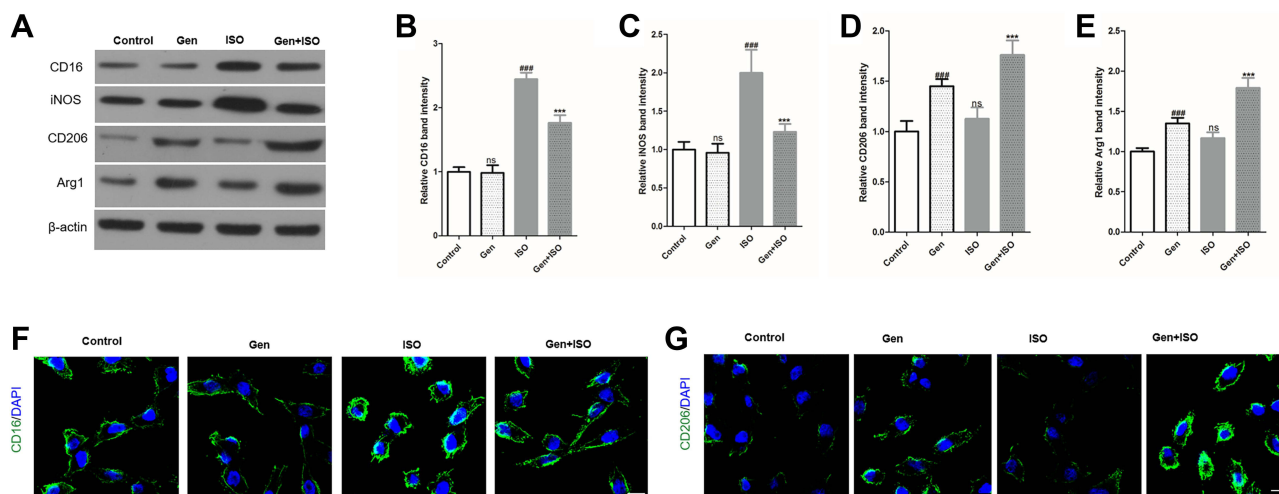 A
Control Gen ISO Gen+ISO
CD16
iNOS
CD206
Arg1
β-actin
B
Relative CD16 band intensity
3
2
1
0
ns
###
***
Control
Gen
ISO
Gen+ISO
C
Relative iNOS band intensity
2.5
2.0
1.5
1.0
0.5
0.0
ns
###
***
Control
Gen
ISO
Gen+ISO
D
Relative CD206 band intensity
2.0
1.5
1.0
0.5
0.0
###
ns
***
Control
Gen
ISO
Gen+ISO
E
Relative Arg1 band intensity
2.5
2.0
1.5
1.0
0.5
0.0
###
ns
***
Control
Gen
ISO
Gen+ISO
F
Control Gen ISO Gen+ISO
CD16/DAPI
G
Control Gen ISO Gen+ISO
CD206/DAPI